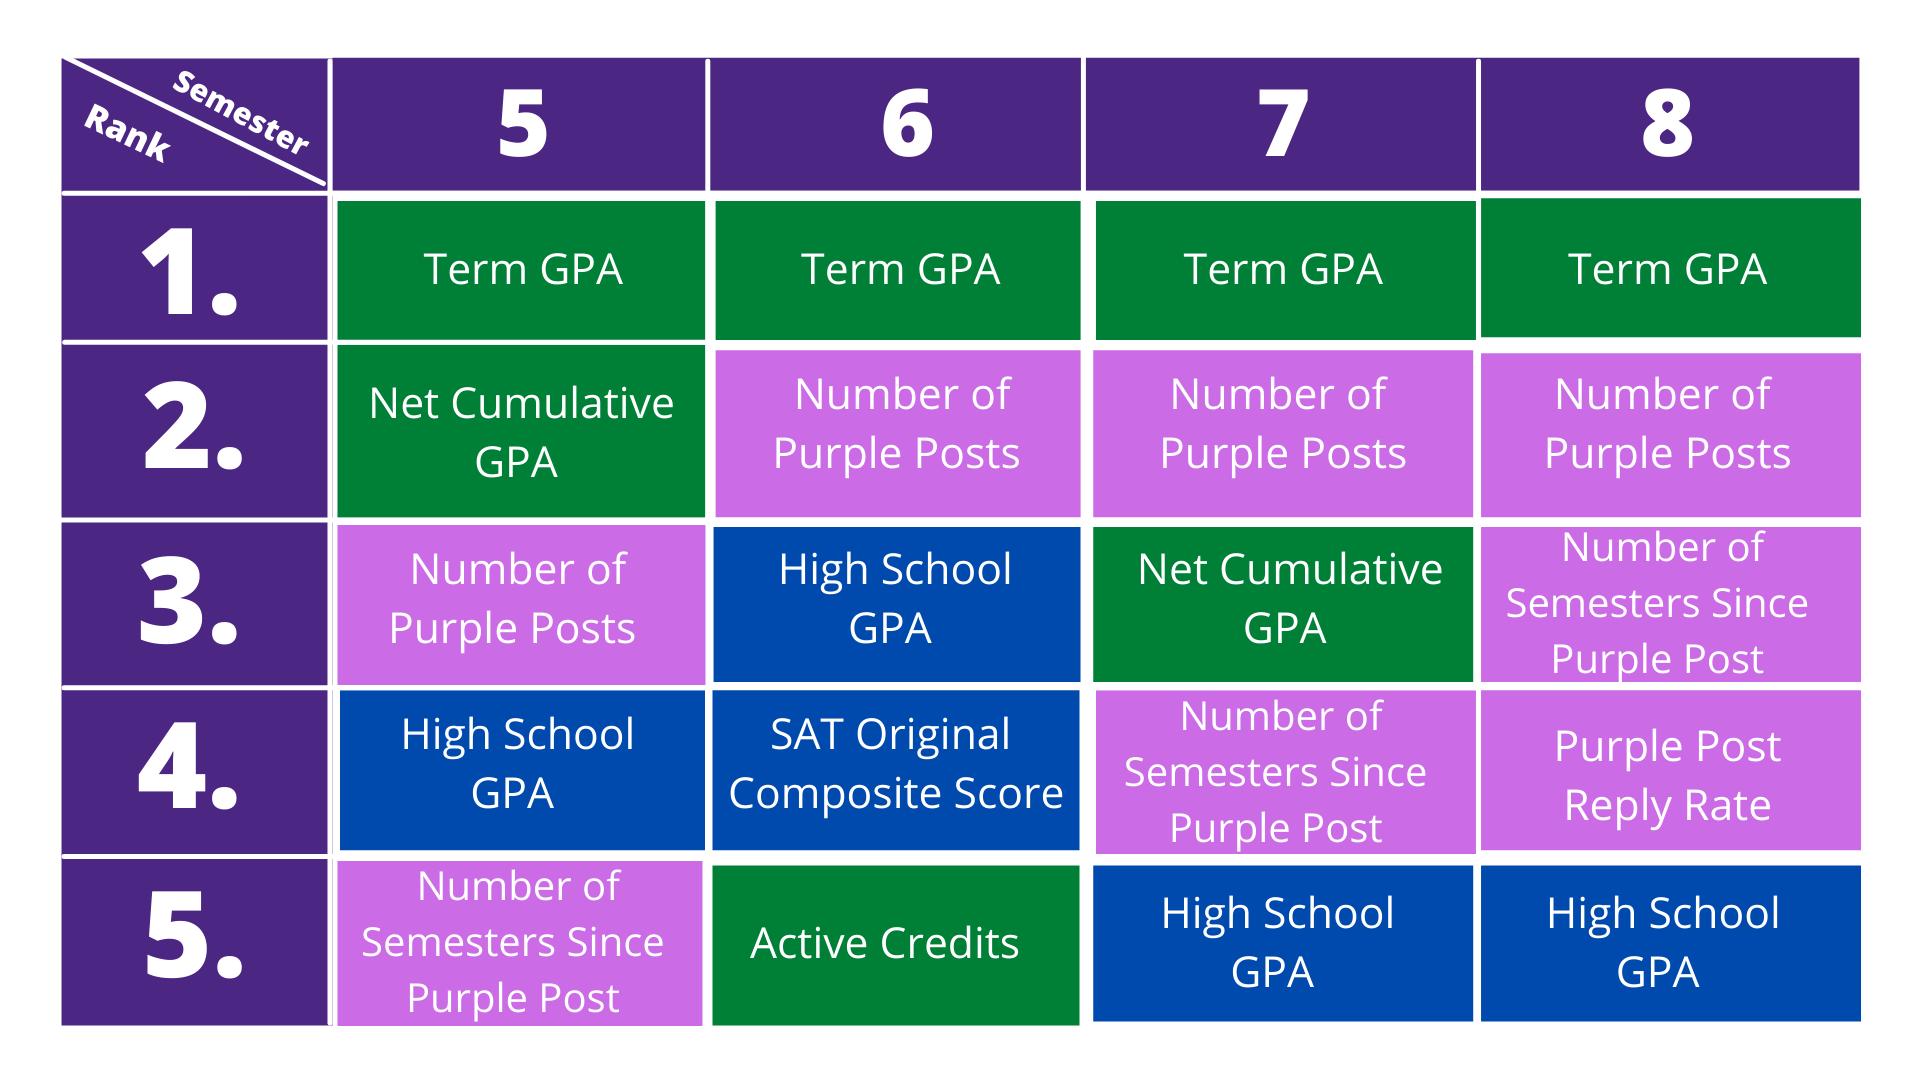 Semester
Rank
5
6
7
8
1.
Term GPA
Term GPA
Term GPA
Term GPA
2.
Net Cumulative
GPA
Number of
Purple Posts
Number of
Purple Posts
Number of
Purple Posts
3.
Number of
Purple Posts
High School
GPA
Net Cumulative
GPA
Number of
Semesters Since
Purple Post
4.
High School
GPA
SAT Original
Composite Score
Number of
Semesters Since
Purple Post
Purple Post
Reply Rate
5.
Number of
Semesters Since
Purple Post
Active Credits
High School
GPA
High School
GPA